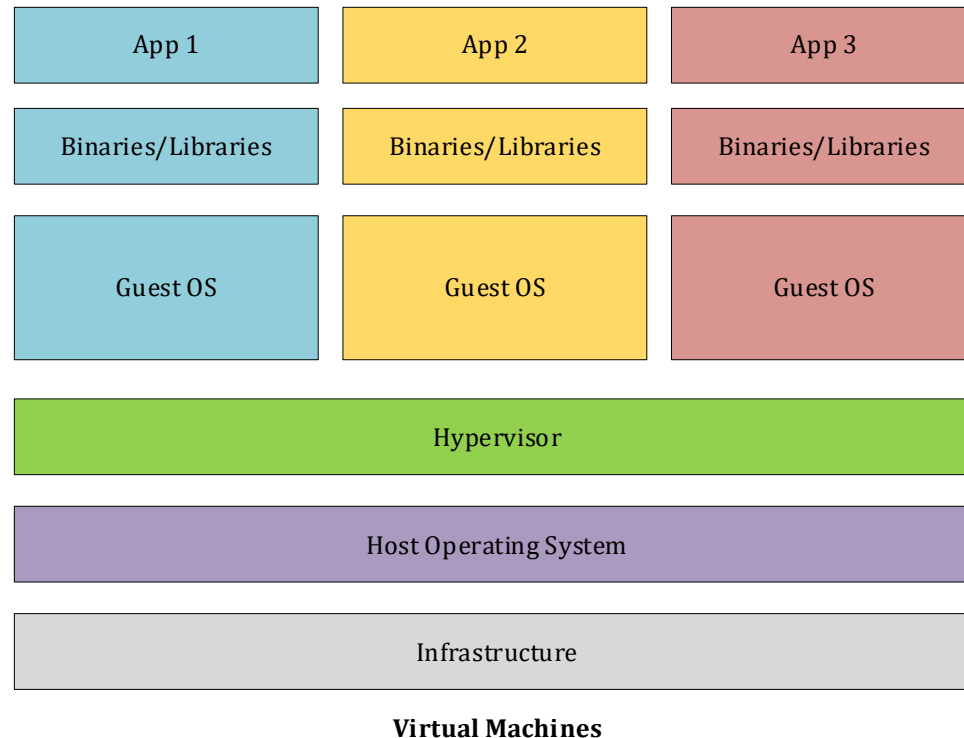 App 1
App 2
App 3
Binaries/Libraries
Binaries/Libraries
Binaries/Libraries
Guest OS
Guest OS
Guest OS
Hypervisor
Host Operating System
Infrastructure
Virtual Machines